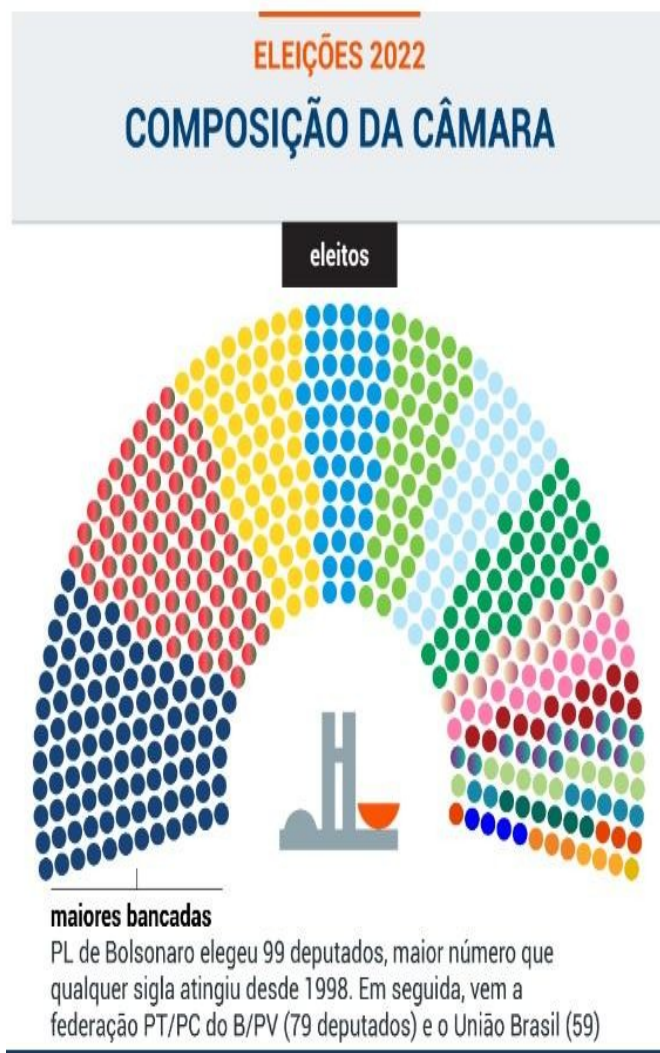 ELEIÇÕES 2022
COMPOSIÇÃO DA CÂMARA
eleitos
maiores bancadas
PL de Bolsonaro elegeu 99 deputados, maior número que
qualquer sigla atingiu desde 1998. Em seguida, vem a
federação PT/PC do B/PV (79 deputados) e o União Brasil (59)